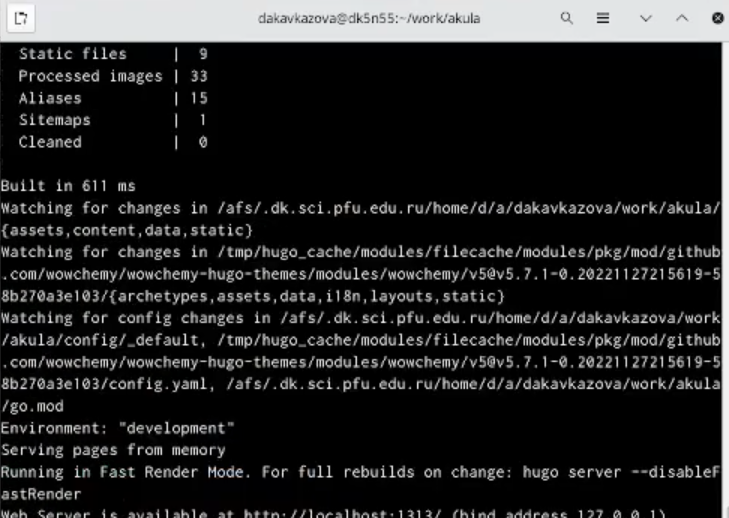 dakavkazova@dk5n55:~/work/akula
Static files | 9
Processed images | 33
Aliases | 15
Sitemaps | 1
Cleaned | 0
Built in 611 ms
Watching for changes in /afs/.dk.sci.pfu.edu.ru/home/d/a/dakavkazova/work/akula/
{assets,content,data,static}
Watching for changes in /tmp/hugo_cache/modules/filecache/modules/pkg/mod/github
.com/wowchemy/wowchemy-hugo-themes/modules/wowchemy/v5@v5.7.1-0.20221127215619-5
8b270a3e103/{archetypes,assets,data,i18n,layouts,static}
Watching for config changes in /afs/.dk.sci.pfu.edu.ru/home/d/a/dakavkazova/work
/akula/config/_default, /tmp/hugo_cache/modules/filecache/modules/pkg/mod/github
.com/wowchemy/wowchemy-hugo-themes/modules/wowchemy/v5@v5.7.1-0.20221127215619-5
8b270a3e103/config.yaml, /afs/.dk.sci.pfu.edu.ru/home/d/a/dakavkazova/work/akula
/go.mod
Environment: "development"
Serving pages from memory
Running in Fast Render Mode. For full rebuilds on change: hugo server --disableF
astRender
Web Server is available at http://localhost:1313/ (bind address 127.0.0.1)